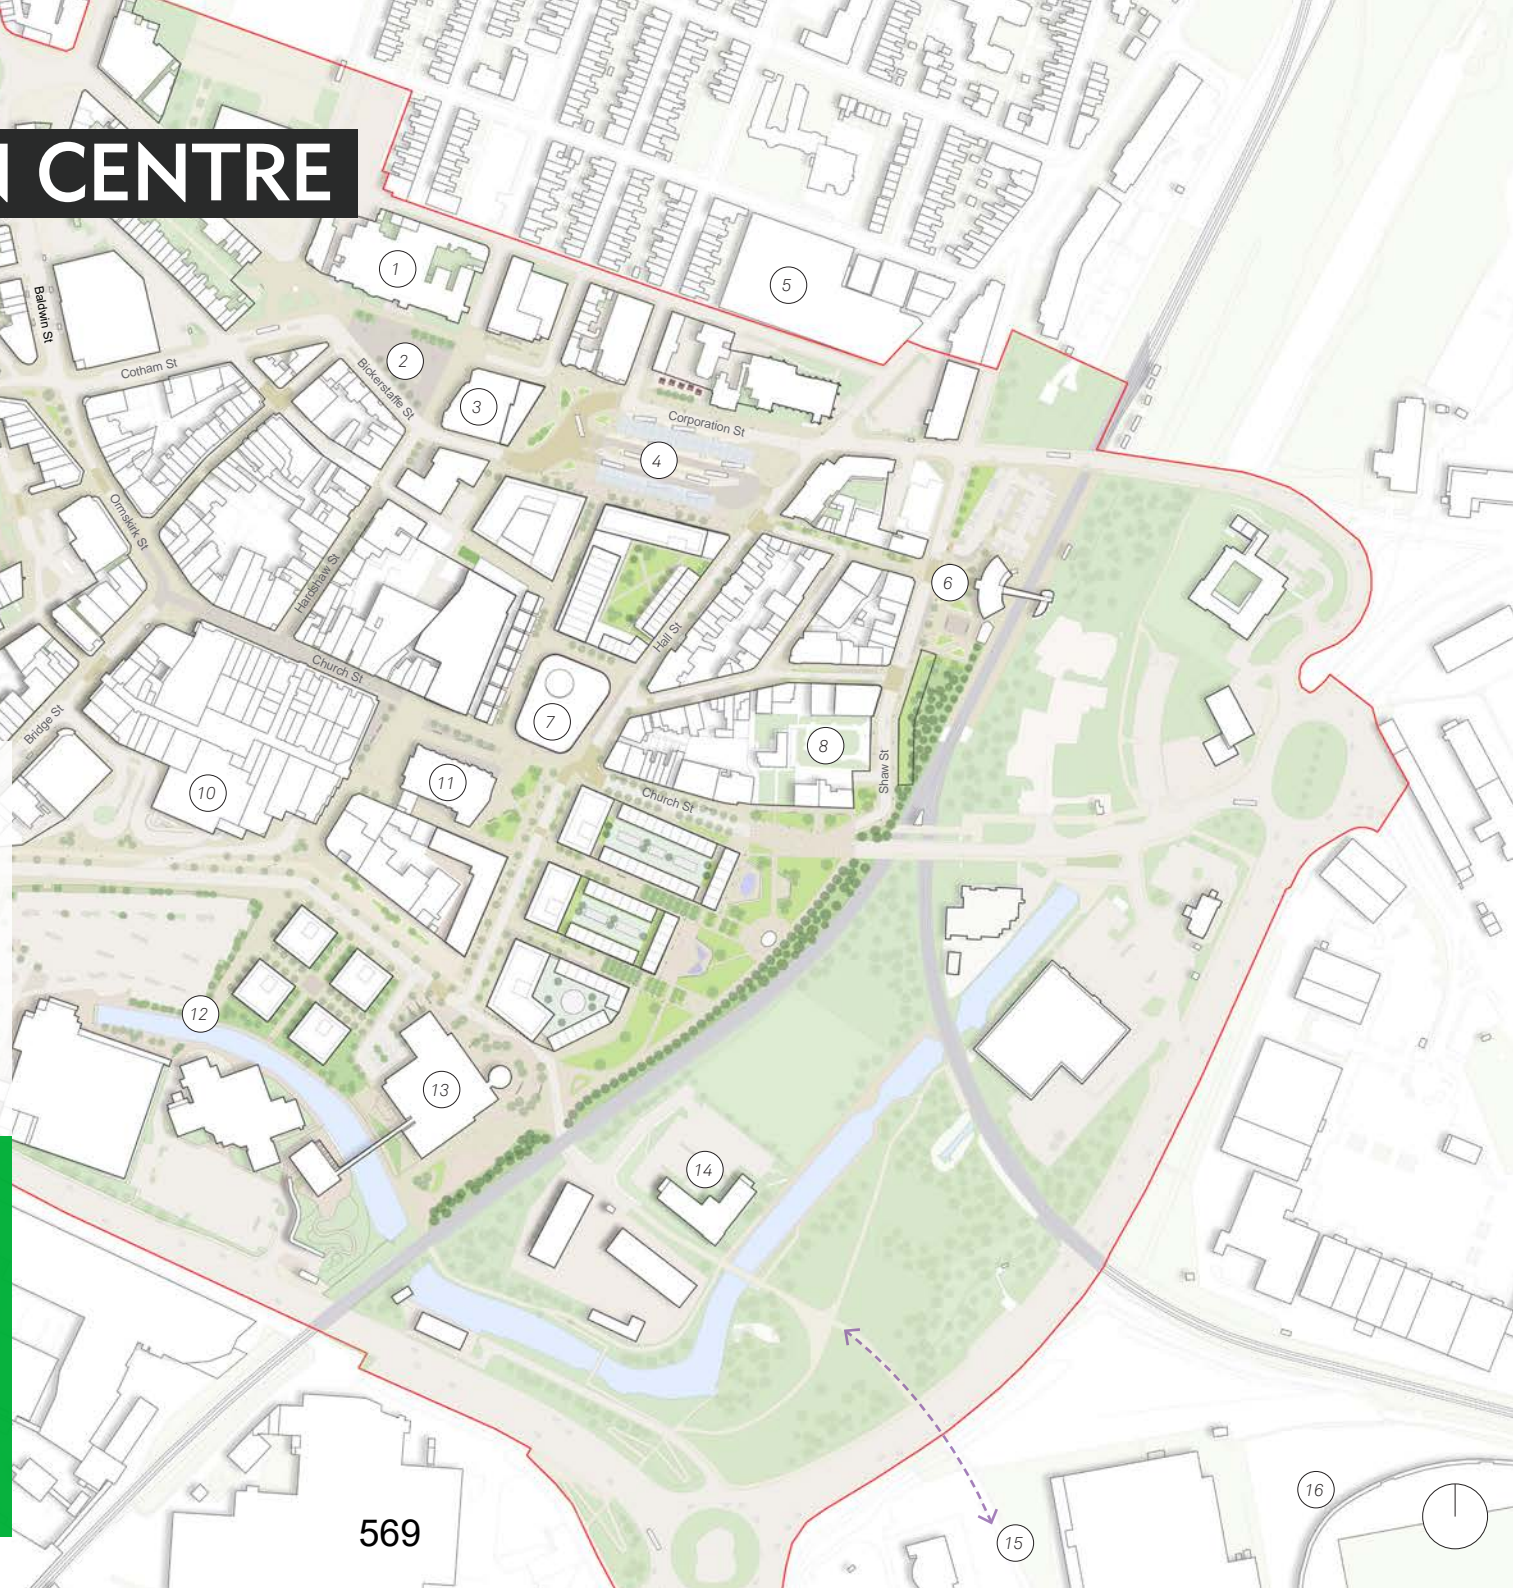 N CENTRE
1
5
Baldwin St
2
Cotham St
Bickerstaffe St
3
Corporation St
4
Ormskirk St
Hardshaw St
6
Hall St
Church St
7
Bridge St
8
Shaw St
11
10
Church St
12
13
14
16
569
15